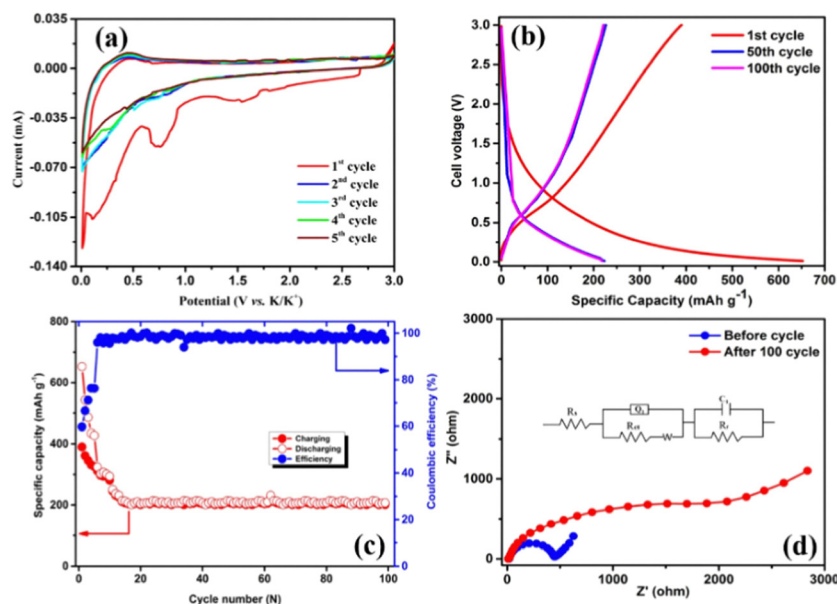 (a)
0.035
0.000
-0.035
-0.070
-0.105
-0.140
Current (mA)
1st cycle
2nd cycle
3rd cycle
4th cycle
5th cycle
0.0 0.5 1.0 1.5 2.0 2.5 3.0
Potential (V vs. K/K+)
(b)
3.0
2.5
2.0
1.5
1.0
0.5
0.0
Cell voltage (V)
1st cycle
50th cycle
100th cycle
0 100 200 300 400 500 600 700
Specific Capacity (mAh g-1)
800
600
400
200
0
Specific capacity (mAh g-1)
Charging
Discharging
Efficiency
100
80
60
40
20
0
Coulombic efficiency (%)
(c)
0 20 40 60 80 100
Cycle number (N)
3000
2000
1000
0
Z'' (ohm)
Before cycle
After 100 cycle
Rs
Q1
Rct
W
C1
Rf
(d)
0 1000 2000 3000
Z' (ohm)